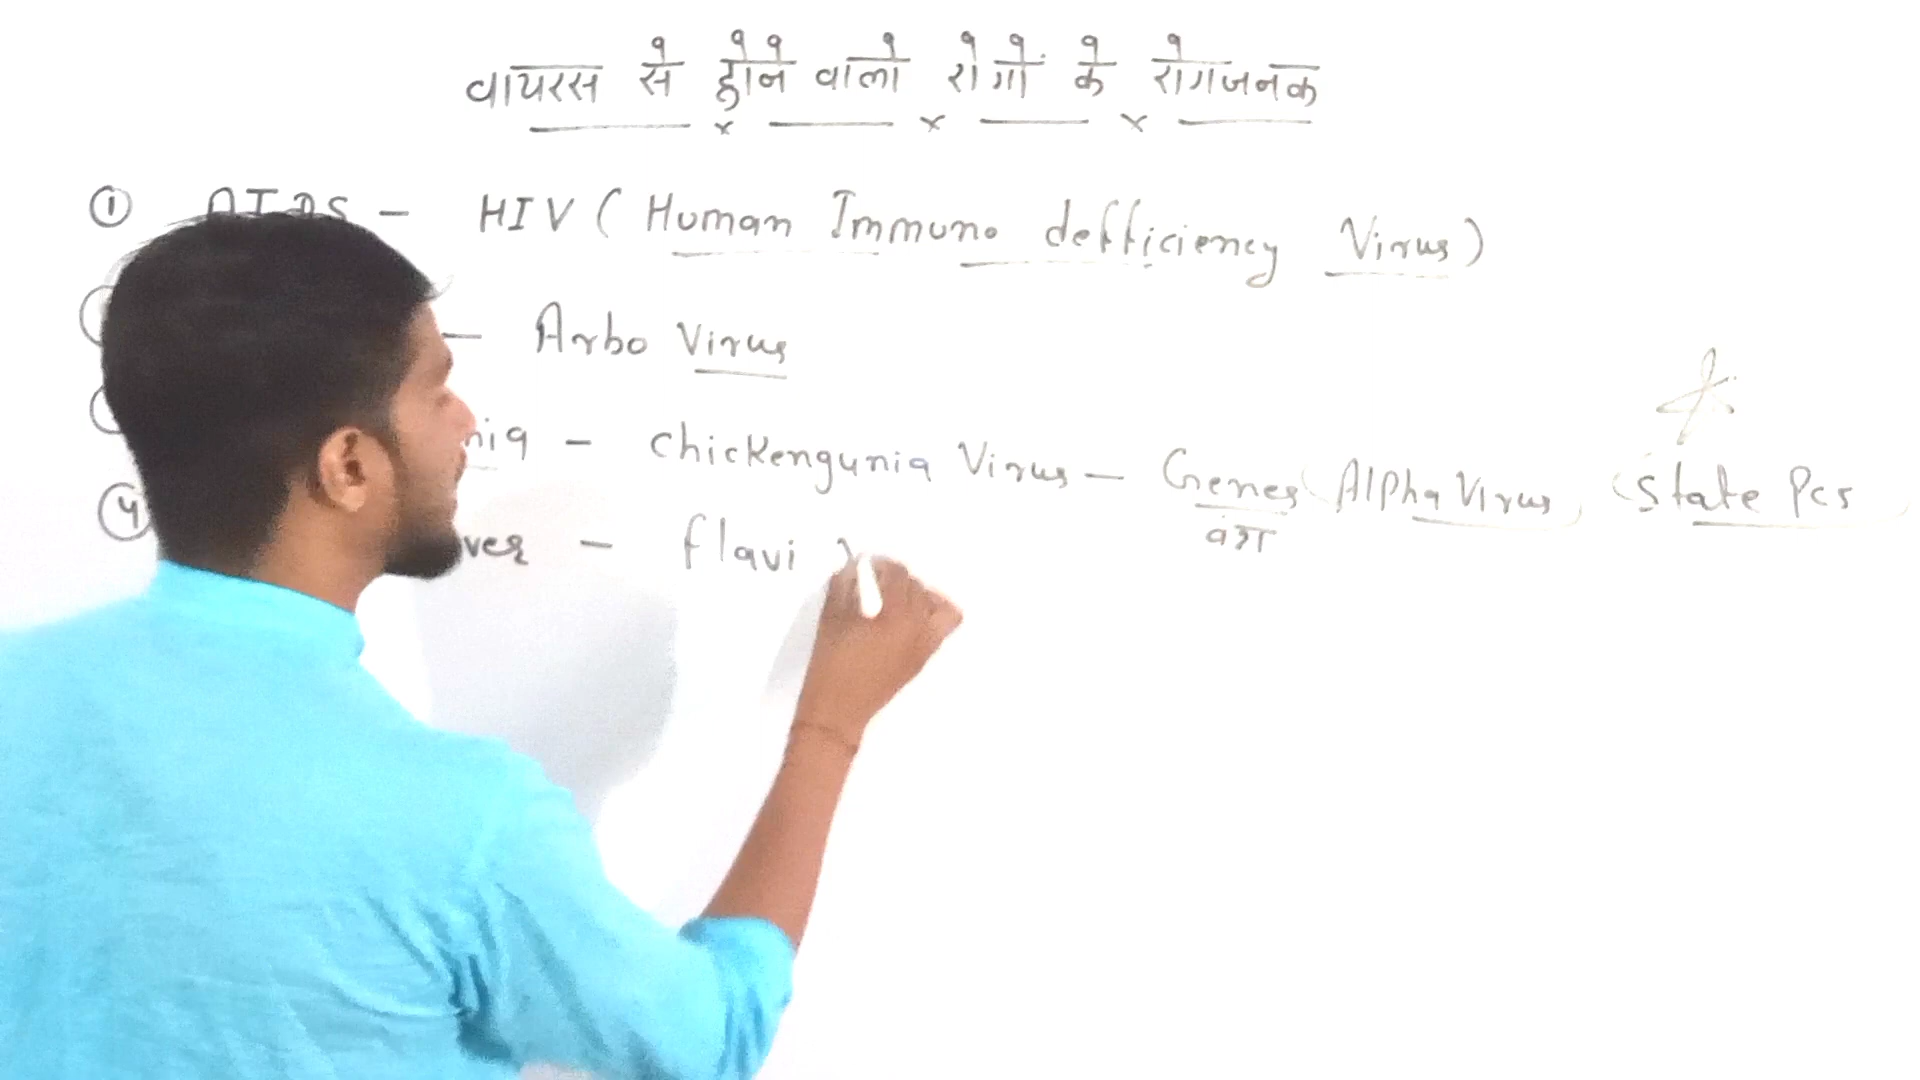 वायरस से होने वाले रोगों के रोगजनक
① AIDS - HIV ( Human Immuno defficiency Virus )
- Arbo Virus
nia - chickengunia Virus - Genes Alpha Virus, State Pcs
वंश
④ ver - flavi